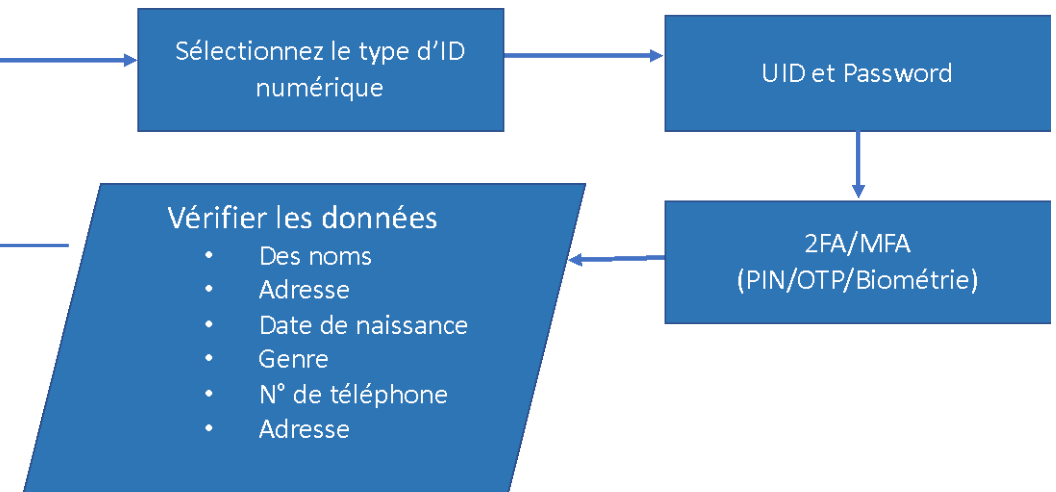 Sélectionnez le type d'ID
numérique
UID et Password
2FA/MFA
(PIN/OTP/Biométrie)
Vérifier les données
• Des noms
• Adresse
• Date de naissance
• Genre
• N° de téléphone
• Adresse